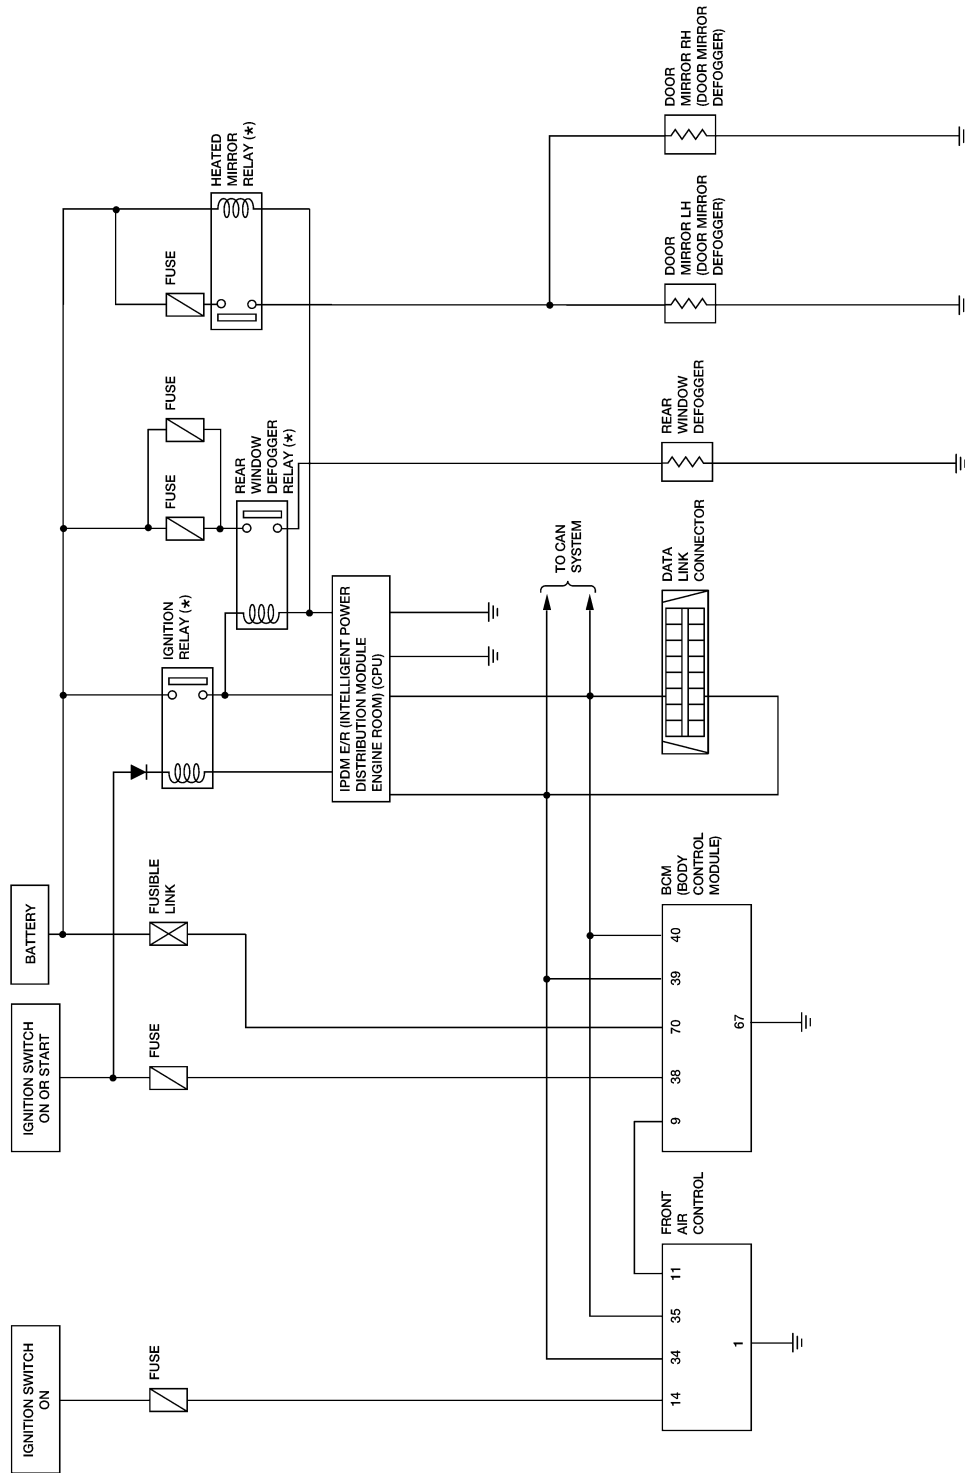 IGNITION SWITCH
ON
IGNITION SWITCH
ON OR START
BATTERY
FUSE
FUSE
FUSIBLE
LINK
IGNITION
RELAY (*)
FUSE
FUSE
REAR
WINDOW
DEFOGGER
RELAY (*)
FUSE
HEATED
MIRROR
RELAY (*)
IPDM E/R (INTELLIGENT POWER
DISTRIBUTION MODULE
ENGINE ROOM) (CPU)
TO CAN
SYSTEM
FRONT
AIR
CONTROL
14
34
35
11
1
BCM
(BODY
CONTROL
MODULE)
9
38
70
39
40
67
DATA
LINK
CONNECTOR
REAR
WINDOW
DEFOGGER
DOOR
MIRROR LH
(DOOR MIRROR
DEFOGGER)
DOOR
MIRROR RH
(DOOR MIRROR
DEFOGGER)